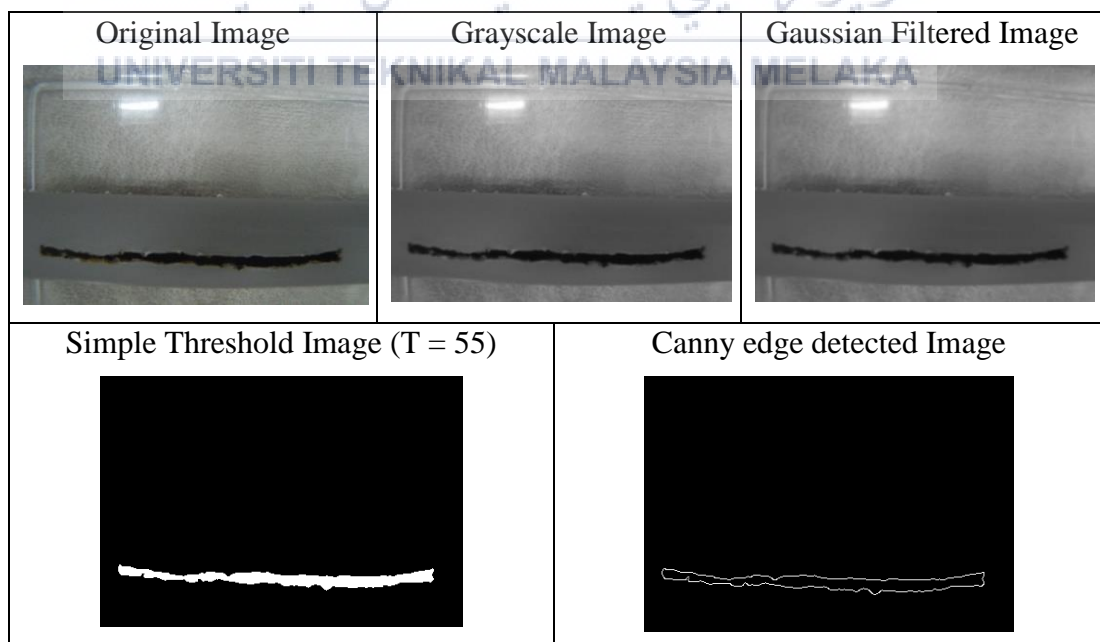 Original Image
Grayscale Image
Gaussian Filtered Image
UNIVERSITI TEKNIKAL MALAYSIA MELAKA
Simple Threshold Image (T = 55)
Canny edge detected Image